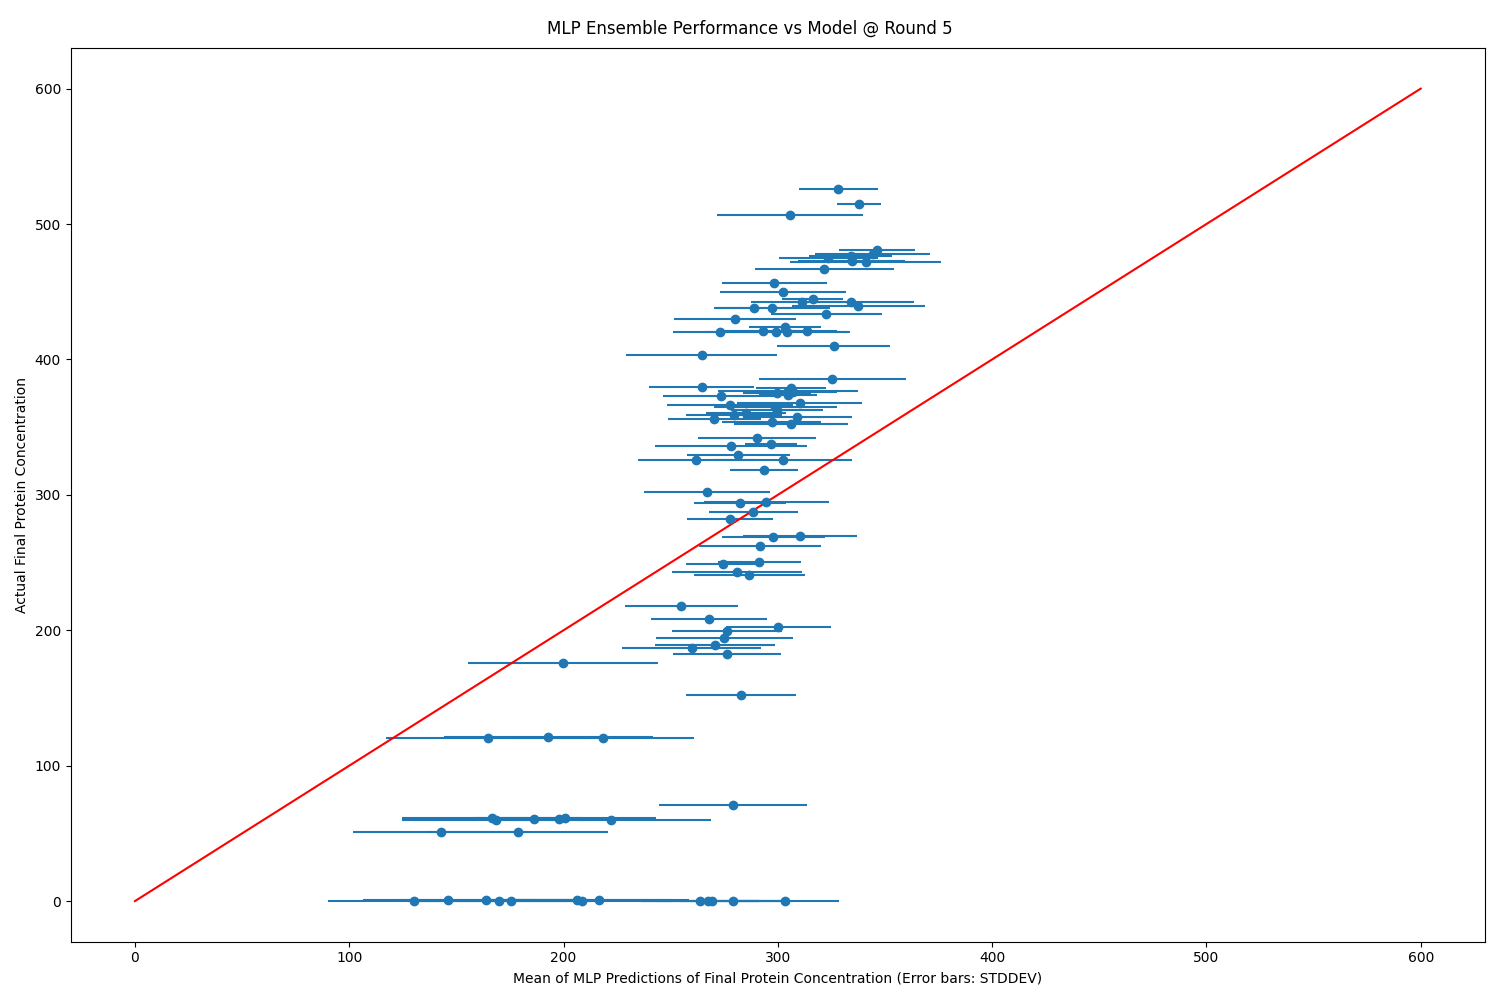 MLP Ensemble Performance vs Model @ Round 5
Actual Final Protein Concentration
600
500
400
300
200
100
0
0 100 200 300 400 500 600
Mean of MLP Predictions of Final Protein Concentration (Error bars: STDDEV)